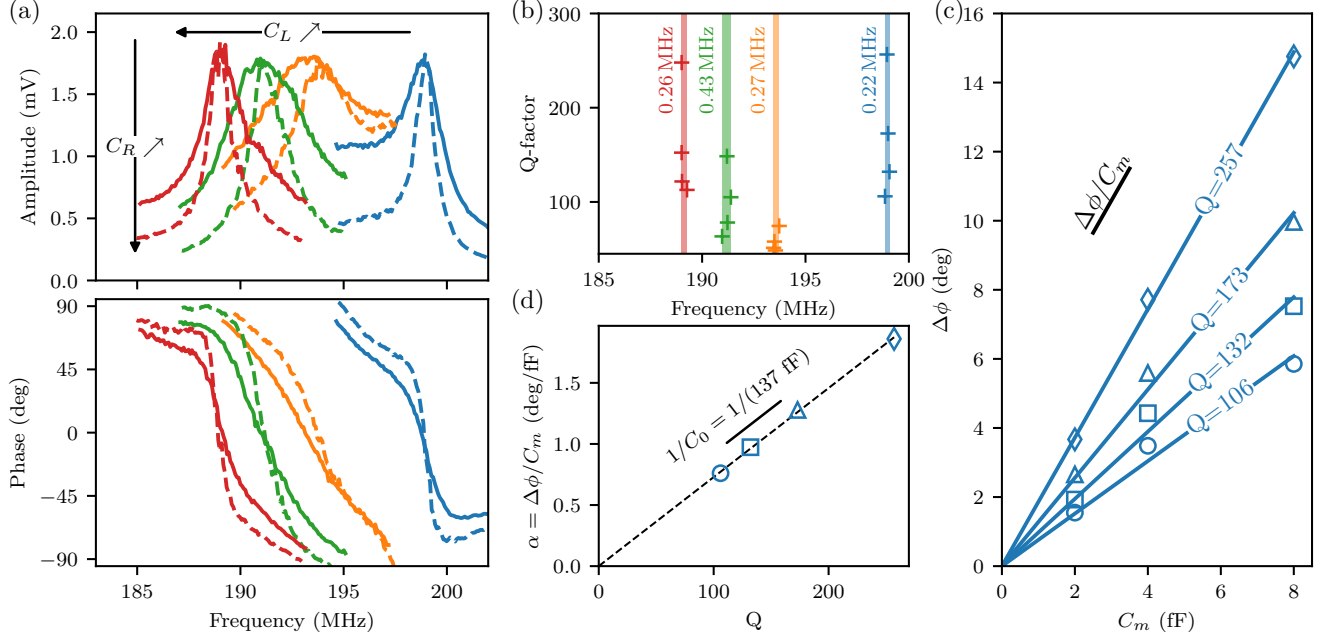 (a)
C_L ↗
C_R ↗
2.0
1.5
1.0
0.5
0.0
Amplitude (mV)
90
45
0
−45
−90
Phase (deg)
185
190
195
200
Frequency (MHz)
(b)
300
200
100
Q-factor
0.26 MHz
0.43 MHz
0.27 MHz
0.22 MHz
185
190
195
200
Frequency (MHz)
(d)
1.5
1.0
0.5
0.0
α = Δϕ/C_m (deg/fF)
1/C_0 = 1/(137 fF)
0
100
200
Q
(c)
16
14
12
10
8
6
4
2
0
Δϕ (deg)
Δϕ/C_m
Q=257
Q=173
Q=132
Q=106
0
2
4
6
8
C_m (fF)